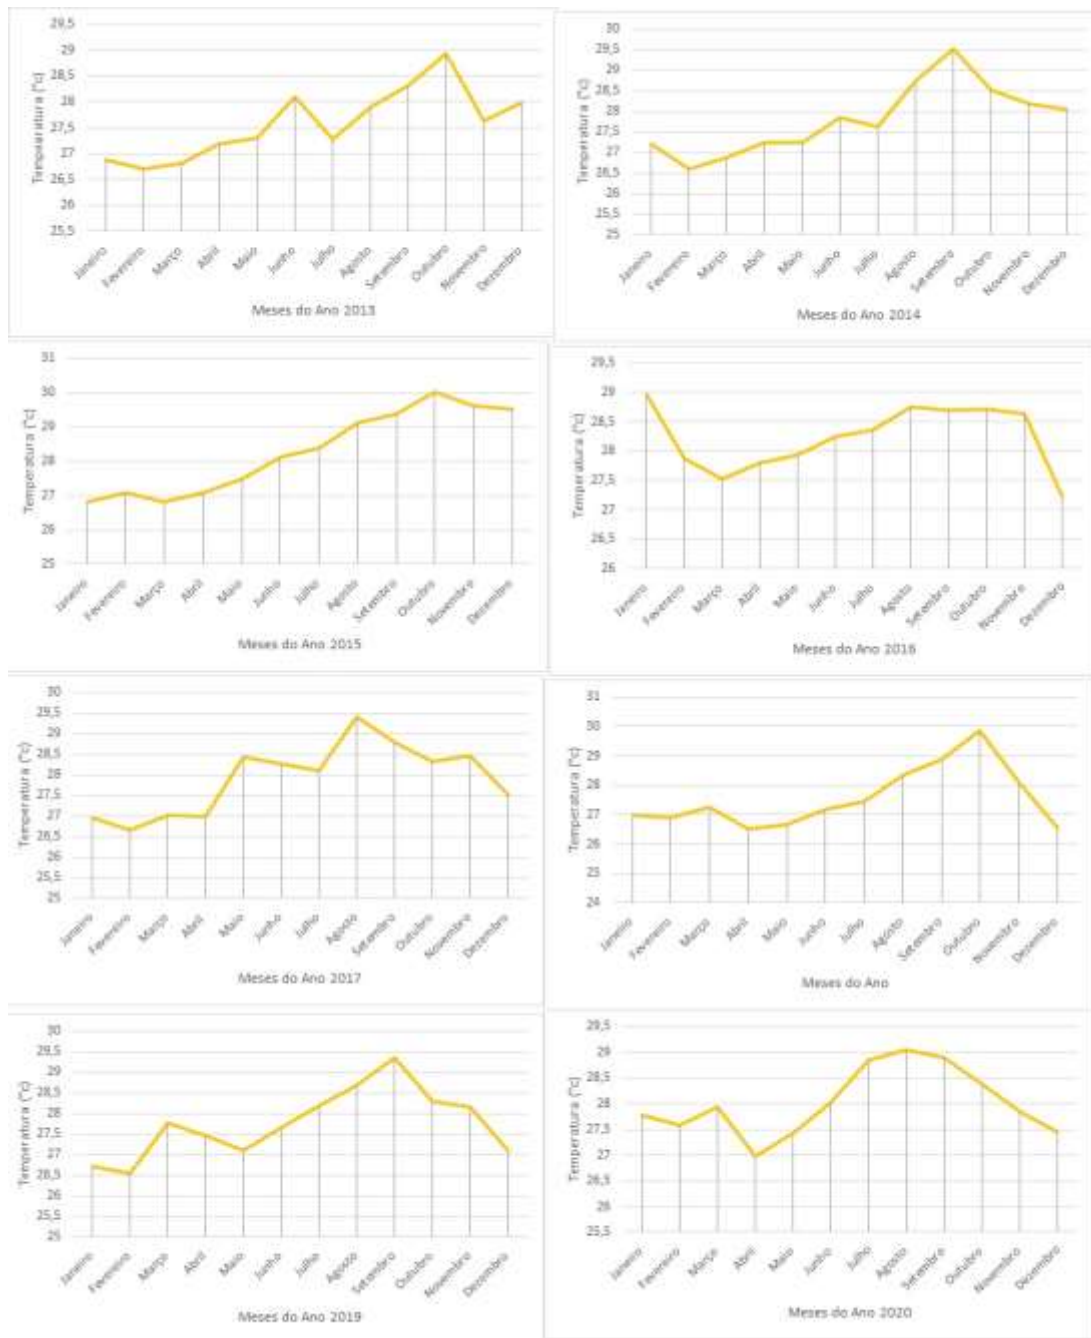 29,5
29
28,5
28
27,5
27
26,5
26
25,5
Tempearatura (°c)
Janeiro
Fevereiro
Março
Abril
Maio
Junho
Julho
Agosto
Setembro
Outubro
Novembro
Dezembro
Meses do Ano 2013
30
29,5
29
28,5
28
27,5
27
26,5
26
25,5
25
Temperatura (°c)
Janeiro
Fevereiro
Março
Abril
Maio
Junho
Julho
Agosto
Setembro
Outubro
Novembro
Dezembro
Meses do Ano 2014
31
30
29
28
27
26
25
Temperatura (°c)
Janeiro
Fevereiro
Março
Abril
Maio
Junho
Julho
Agosto
Setembro
Outubro
Novembro
Dezembro
Meses do Ano 2015
29,5
29
28,5
28
27,5
27
26,5
26
Temperatura (°c)
Janeiro
Fevereiro
Março
Abril
Maio
Junho
Julho
Agosto
Setembro
Outubro
Novembro
Dezembro
Meses do Ano 2016
30
29,5
29
28,5
28
27,5
27
26,5
26
25,5
25
Temperatura (°c)
Janeiro
Fevereiro
Março
Abril
Maio
Junho
Julho
Agosto
Setembro
Outubro
Novembro
Dezembro
Meses do Ano 2017
31
30
29
28
27
26
25
24
Temperatura (°c)
Janeiro
Fevereiro
Março
Abril
Maio
Junho
Julho
Agosto
Setembro
Outubro
Novembro
Dezembro
Meses do Ano
30
29,5
29
28,5
28
27,5
27
26,5
26
25,5
25
Temperatura (°c)
Janeiro
Fevereiro
Março
Abril
Maio
Junho
Julho
Agosto
Setembro
Outubro
Novembro
Dezembro
Meses do Ano 2019
29,5
29
28,5
28
27,5
27
26,5
26
25,5
Temperatura (°c)
Janeiro
Fevereiro
Março
Abril
Maio
Junho
Julho
Agosto
Setembro
Outubro
Novembro
Dezembro
Meses do Ano 2020